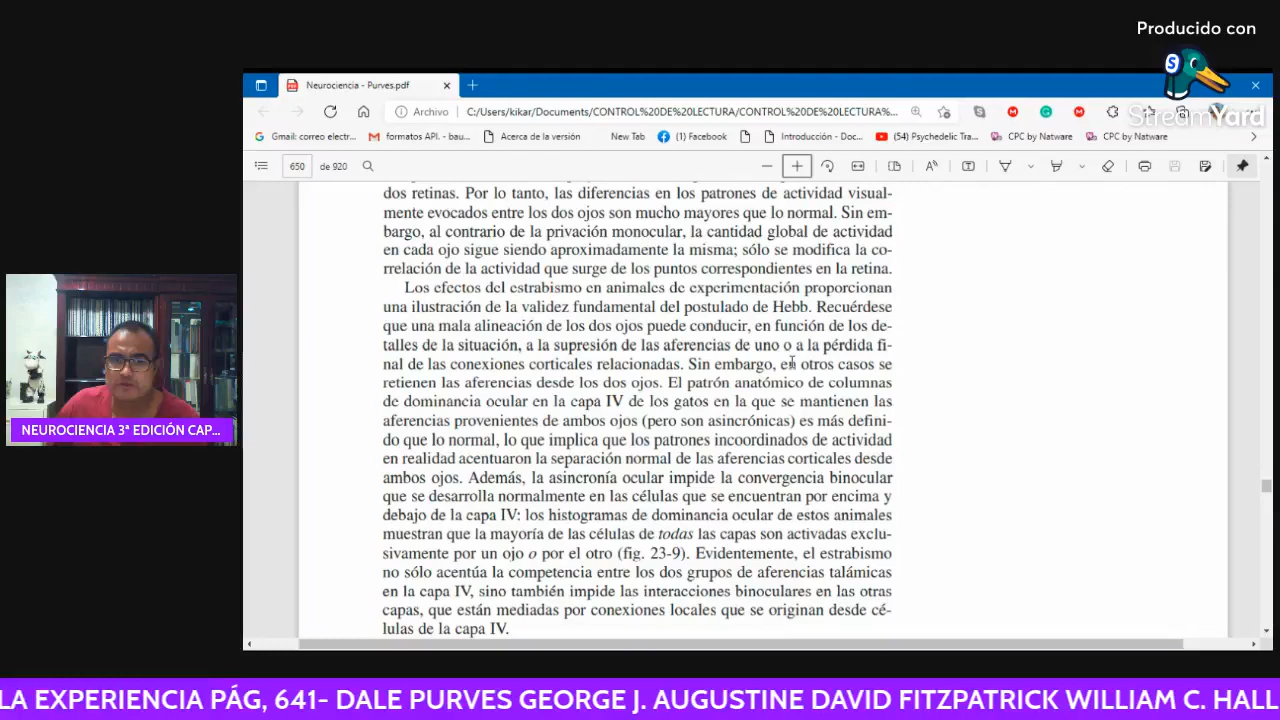 Producido con
StreamYard
Neurociencia - Purves.pdf
Archivo
C:/Users/kikar/Documents/CONTROL%20DE%20LECTURA/CONTROL%20DE%20LECTURA%...
Gmail: correo electr...
formatos API. - bau...
Acerca de la versión
New Tab
(1) Facebook
Introducción - Doc...
(54) Psychedelic Tra...
CPC by Natware
CPC by Natware
650 de 920
dos retinas. Por lo tanto, las diferencias en los patrones de actividad visual-
mente evocados entre los dos ojos son mucho mayores que lo normal. Sin em-
bargo, al contrario de la privación monocular, la cantidad global de actividad
en cada ojo sigue siendo aproximadamente la misma; sólo se modifica la co-
rrelación de la actividad que surge de los puntos correspondientes en la retina.
Los efectos del estrabismo en animales de experimentación proporcionan
una ilustración de la validez fundamental del postulado de Hebb. Recuérdese
que una mala alineación de los dos ojos puede conducir, en función de los de-
talles de la situación, a la supresión de las aferencias de uno o a la pérdida fi-
nal de las conexiones corticales relacionadas. Sin embargo, en otros casos se
retienen las aferencias desde los dos ojos. El patrón anatómico de columnas
de dominancia ocular en la capa IV de los gatos en la que se mantienen las
aferencias provenientes de ambos ojos (pero son asincrónicas) es más defini-
do que lo normal, lo que implica que los patrones incoordinados de actividad
en realidad acentuaron la separación normal de las aferencias corticales desde
ambos ojos. Además, la asincronía ocular impide la convergencia binocular
que se desarrolla normalmente en las células que se encuentran por encima y
debajo de la capa IV: los histogramas de dominancia ocular de estos animales
muestran que la mayoría de las células de todas las capas son activadas exclu-
sivamente por un ojo o por el otro (fig. 23-9). Evidentemente, el estrabismo
no sólo acentúa la competencia entre los dos grupos de aferencias talámicas
en la capa IV, sino también impide las interacciones binoculares en las otras
capas, que están mediadas por conexiones locales que se originan desde cé-
lulas de la capa IV.
NEUROCIENCIA 3ª EDICIÓN CAP...
LA EXPERIENCIA PÁG, 641- DALE PURVES GEORGE J. AUGUSTINE DAVID FITZPATRICK WILLIAM C. HALL